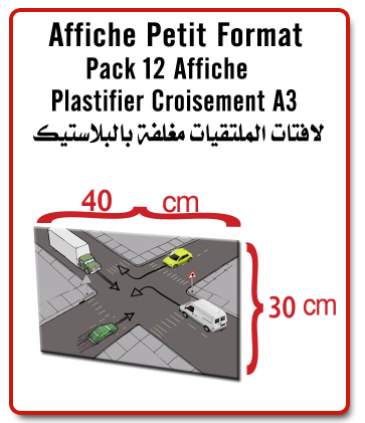 Affiche Petit Format
Pack 12 Affiche
Plastifier Croisement A3
لافتات الملتقيات مغلفة بالبلاستيك
40 cm
30 cm